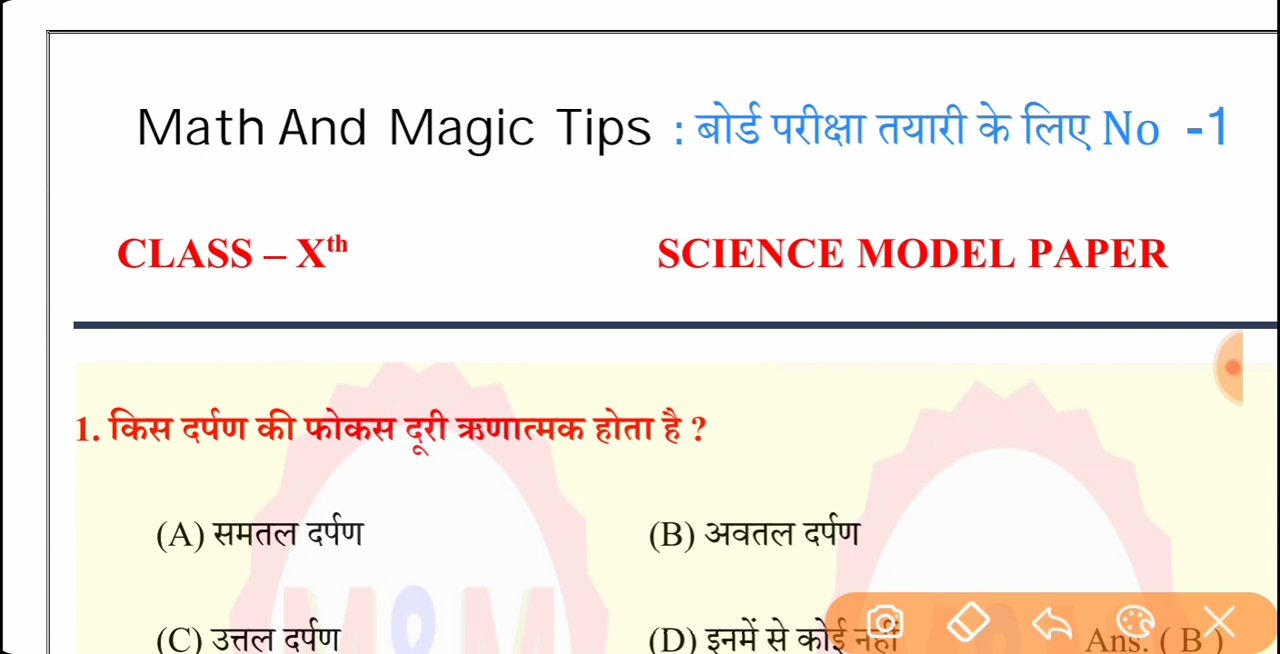 Math And Magic Tips : बोर्ड परीक्षा तयारी के लिए No -1
CLASS – Xth SCIENCE MODEL PAPER
1. किस दर्पण की फोकस दूरी ऋणात्मक होता है ?
(A) समतल दर्पण (B) अवतल दर्पण
(C) उत्तल दर्पण (D) इनमें से कोई नहीं Ans. ( B )